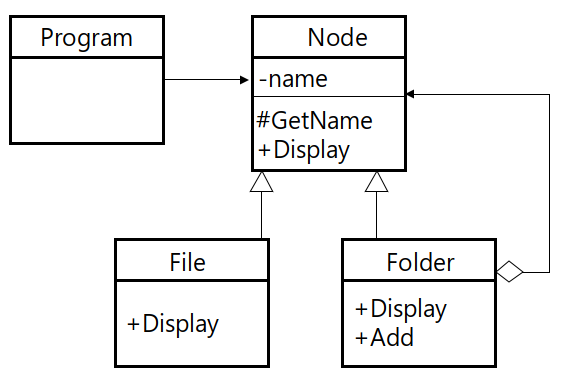 Program
Node
-name
#GetName
+Display
File
+Display
Folder
+Display
+Add